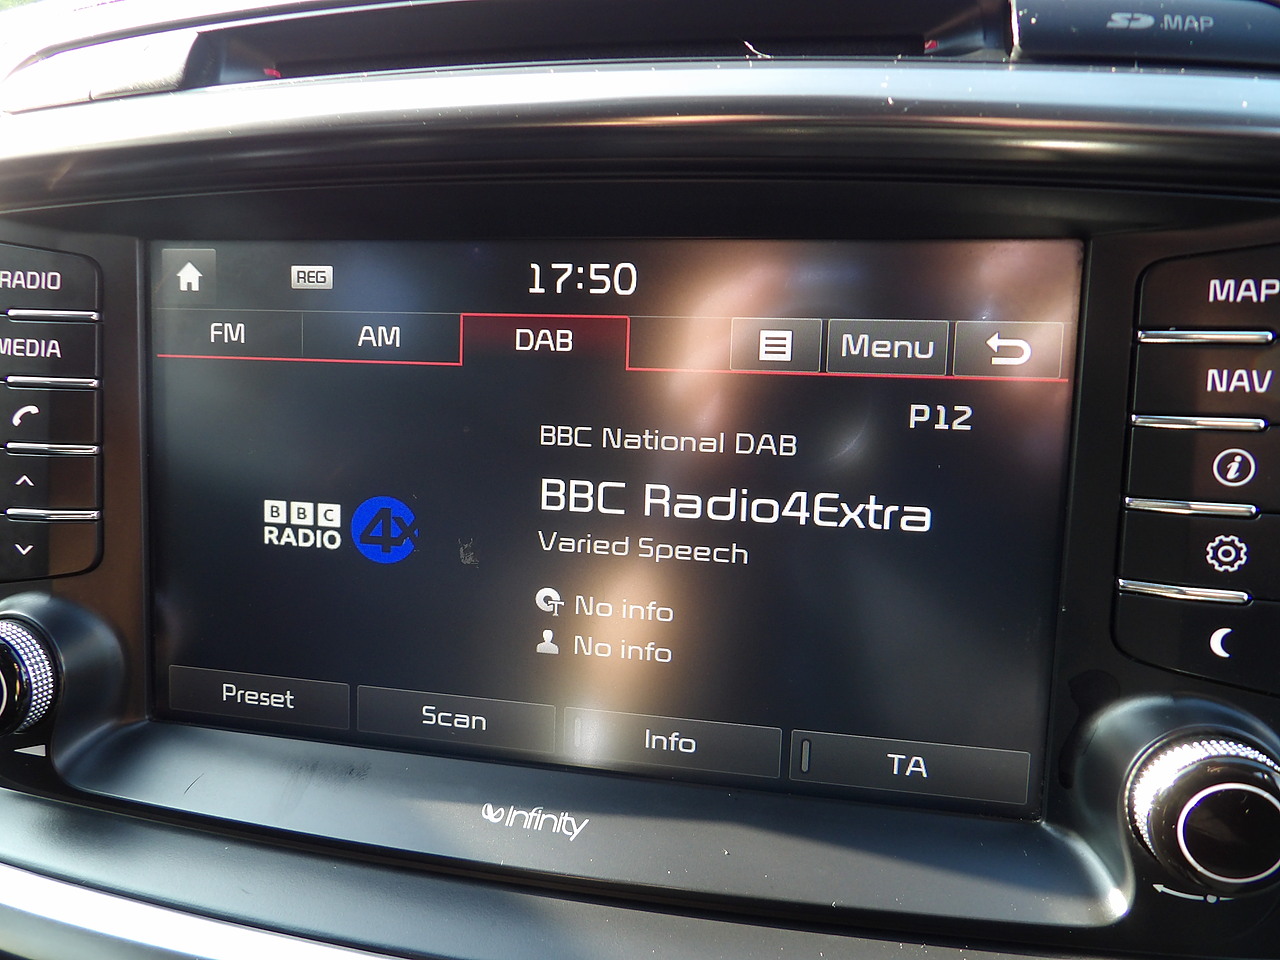 SD MAP
RADIO
MEDIA
REG
17:50
FM
AM
DAB
Menu
P12
BBC National DAB
BBC Radio4Extra
Varied Speech
BBC
RADIO 4x
No info
No info
Preset
Scan
Info
TA
MAP
NAV
Infinity